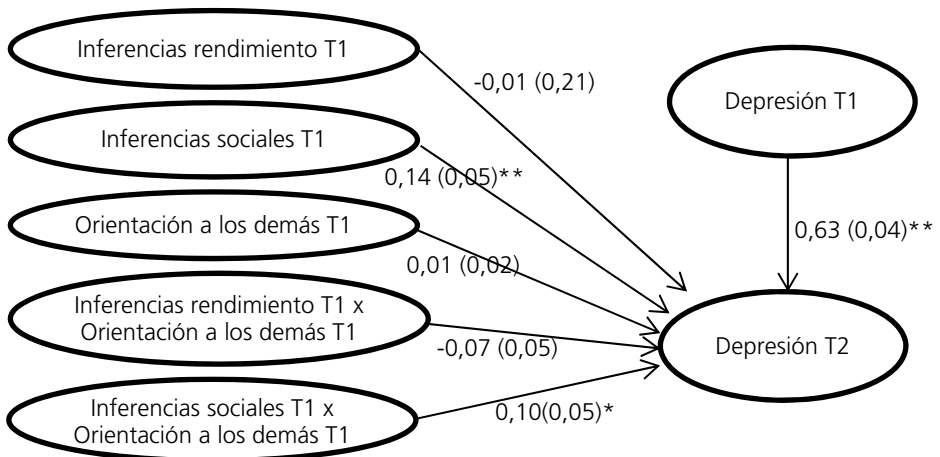 Inferencias rendimiento T1
-0,01 (0,21)
Depresión T1
Inferencias sociales T1
0,14 (0,05)**
Orientación a los demás T1
0,63 (0,04)**
0,01 (0,02)
Inferencias rendimiento T1 x
Orientación a los demás T1
-0,07 (0,05)
Depresión T2
Inferencias sociales T1 x
Orientación a los demás T1
0,10(0,05)*